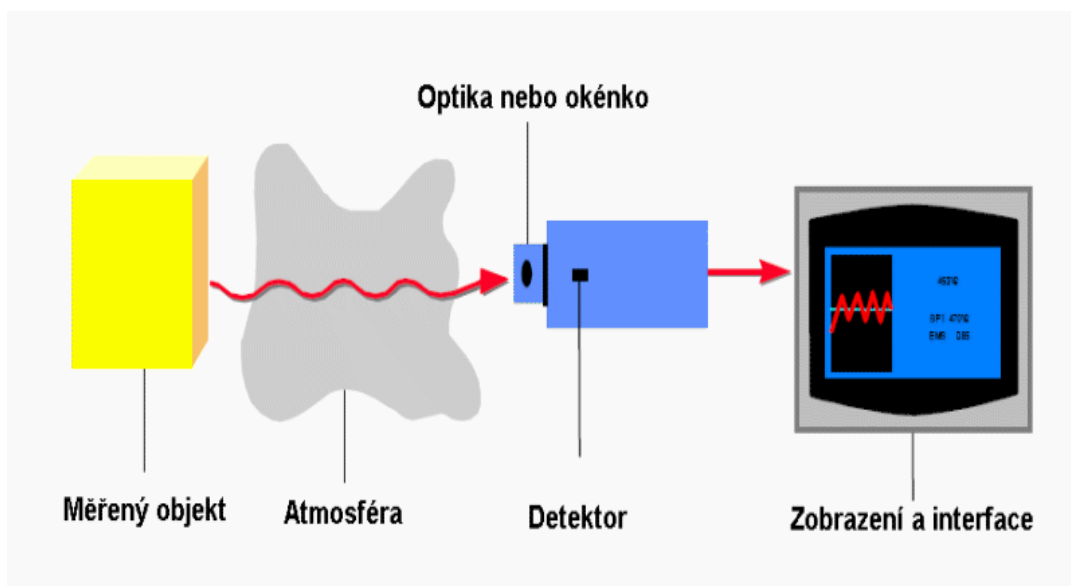 Optika nebo okénko
Měřený objekt
Atmosféra
Detektor
Zobrazení a interface